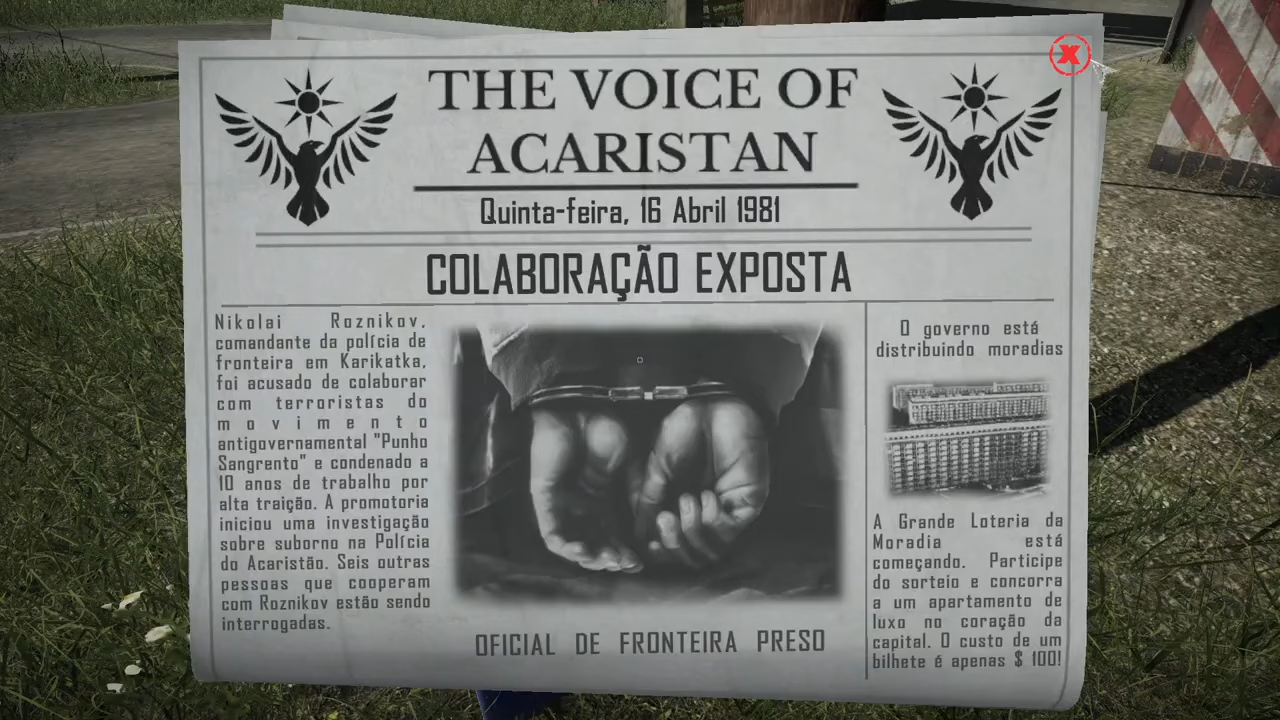 THE VOICE OF
ACARISTAN
Quinta-feira, 16 Abril 1981
COLABORAÇÃO EXPOSTA
Nikolai Roznikov,
comandante da polícia de
fronteira em Karikatka,
foi acusado de colaborar
com terroristas do
movimento
antigovernamental "Punho
Sangrento" e condenado a
10 anos de trabalho por
alta traição. A promotoria
iniciou uma investigação
sobre suborno na Polícia
do Acaristão. Seis outras
pessoas que cooperam
com Roznikov estão sendo
interrogadas.
OFICIAL DE FRONTEIRA PRESO
O governo está
distribuindo moradias
A Grande Loteria da
Moradia está
começando. Participe
do sorteio e concorra
a um apartamento de
luxo no coração da
capital. O custo de um
bilhete é apenas $ 100!